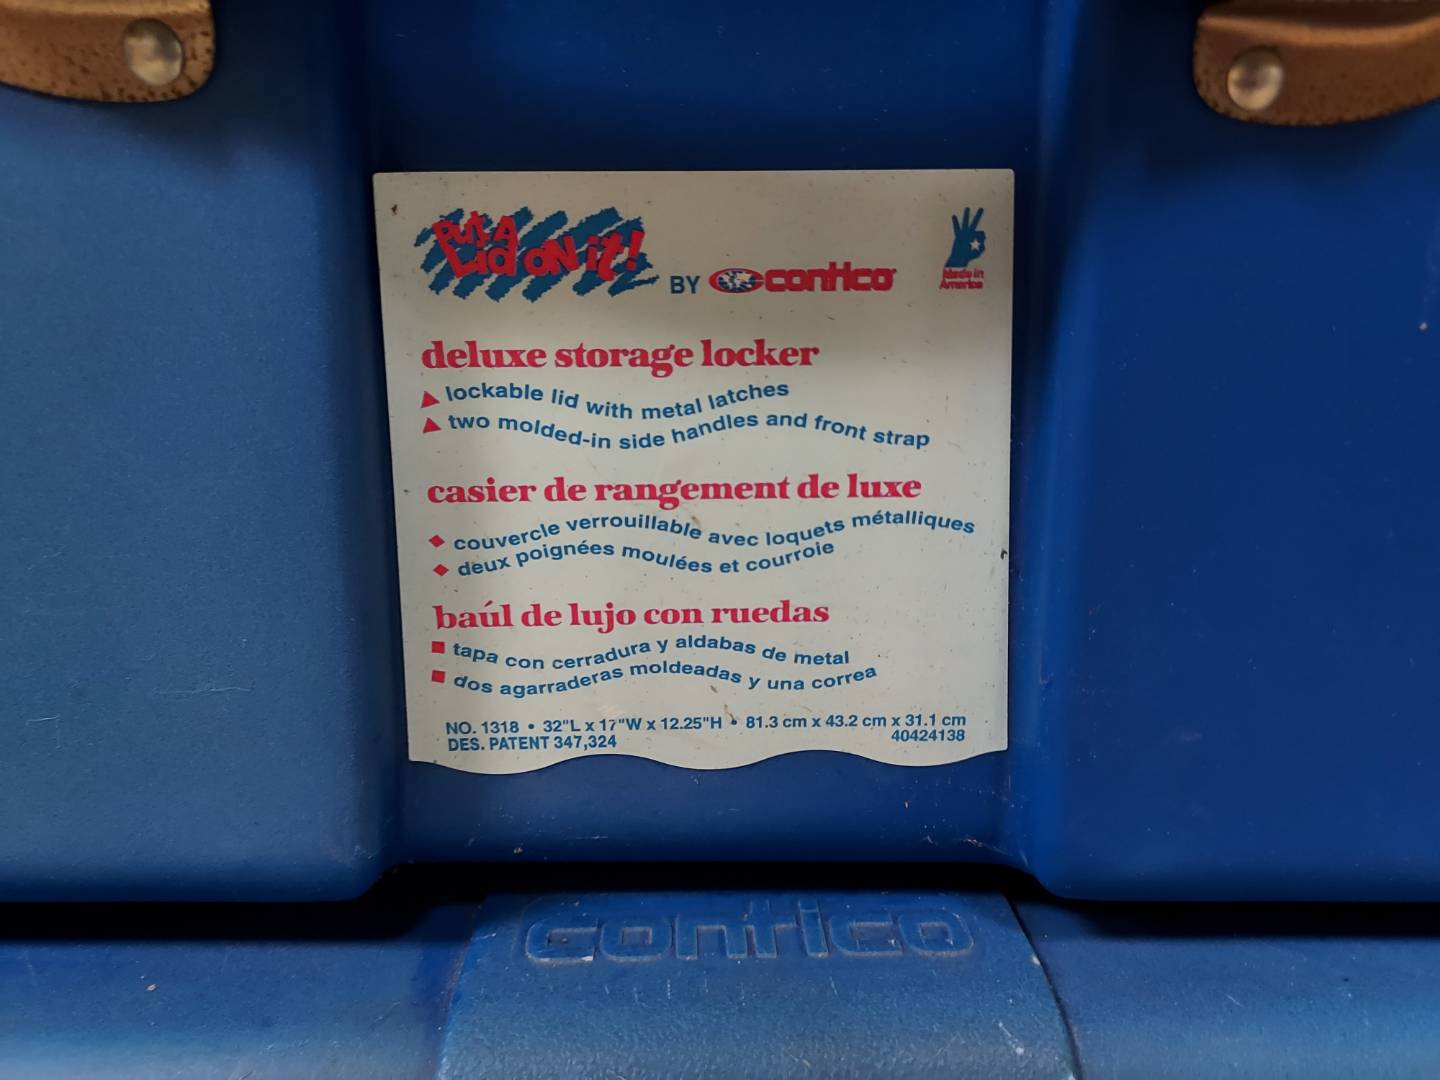 Put A
Lid on it! BY contico
Made in
America
deluxe storage locker
▲ lockable lid with metal latches
▲ two molded-in side handles and front strap
casier de rangement de luxe
◆ couvercle verrouillable avec loquets métalliques
◆ deux poignées moulées et courroie
baúl de lujo con ruedas
■ tapa con cerradura y aldabas de metal
■ dos agarraderas moldeadas y una correa
NO. 1318 • 32"L x 17"W x 12.25"H • 81.3 cm x 43.2 cm x 31.1 cm
DES. PATENT 347,324 40424138
contico